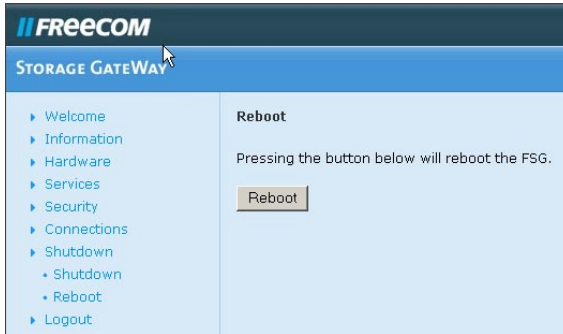 FREECOM
STORAGE GATEWAY
Welcome
Information
Hardware
Services
Security
Connections
Shutdown
Shutdown
Reboot
Logout
Reboot
Pressing the button below will reboot the FSG.
Reboot